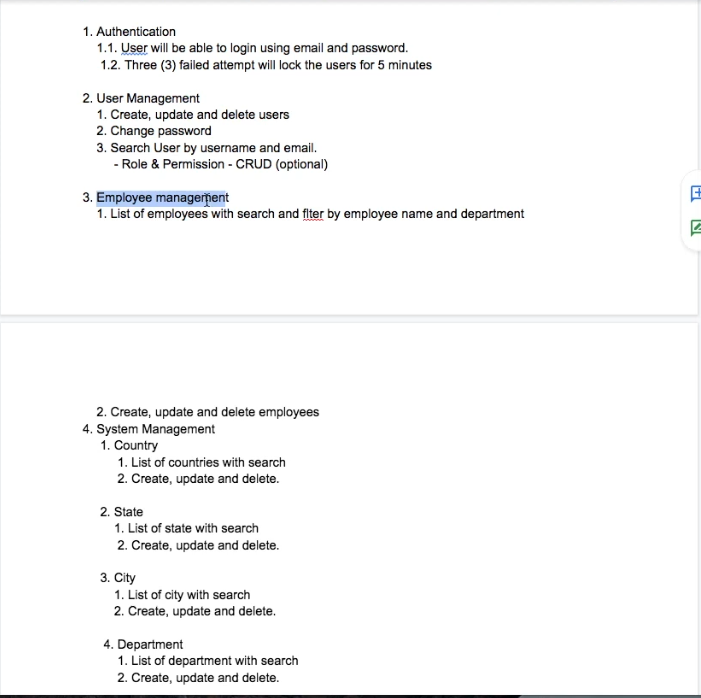 1. Authentication
1.1. User will be able to login using email and password.
1.2. Three (3) failed attempt will lock the users for 5 minutes
2. User Management
1. Create, update and delete users
2. Change password
3. Search User by username and email.
- Role & Permission - CRUD (optional)
3. Employee management
1. List of employees with search and flter by employee name and department
2. Create, update and delete employees
4. System Management
1. Country
1. List of countries with search
2. Create, update and delete.
2. State
1. List of state with search
2. Create, update and delete.
3. City
1. List of city with search
2. Create, update and delete.
4. Department
1. List of department with search
2. Create, update and delete.